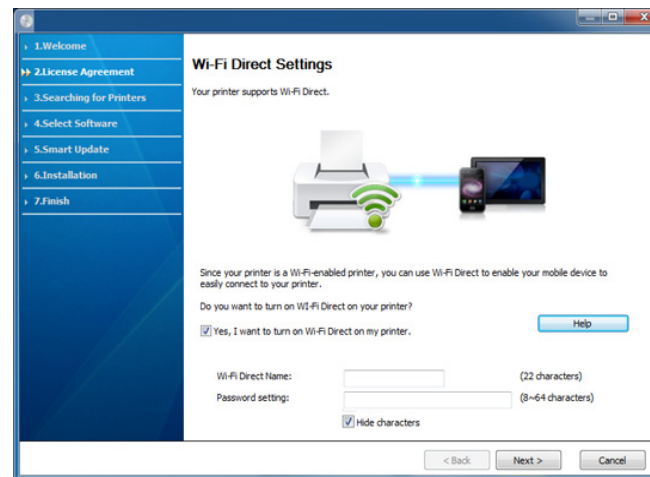 1.Welcome
2.License Agreement
3.Searching for Printers
4.Select Software
5.Smart Update
6.Installation
7.Finish
Wi-Fi Direct Settings
Your printer supports Wi-Fi Direct.
Since your printer is a Wi-Fi-enabled printer, you can use Wi-Fi Direct to enable your mobile device to
easily connect to your printer.
Do you want to turn on WI-Fi Direct on your printer?
Yes, I want to turn on Wi-Fi Direct on my printer.
Help
Wi-Fi Direct Name: (22 characters)
Password setting: (8~64 characters)
Hide characters
< Back Next > Cancel